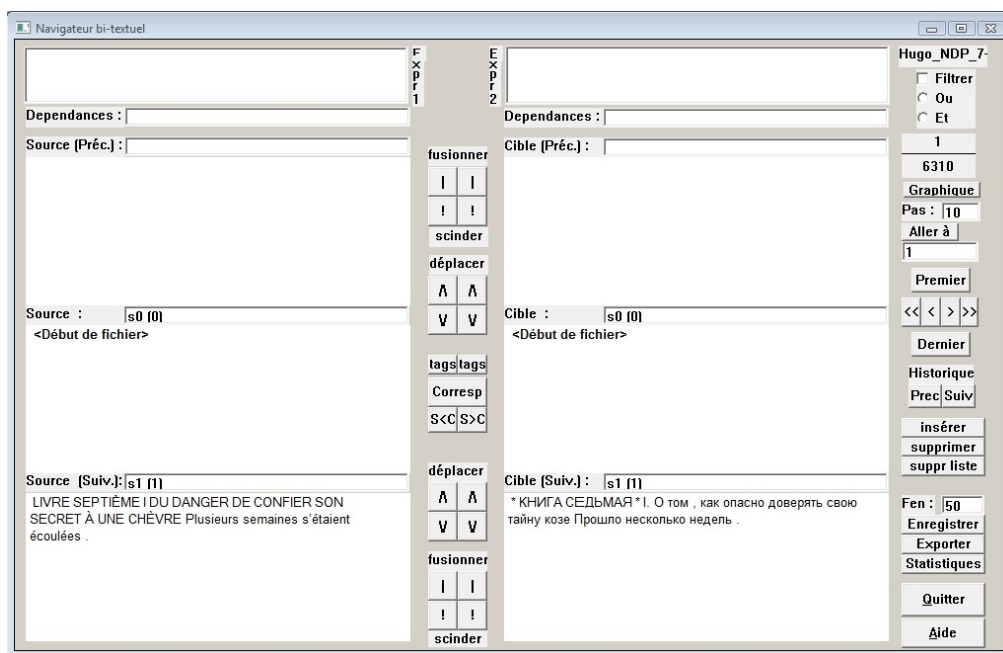 Navigateur bi-textuel
Expr1
Dependances :
Source (Préc.) :
Source : s0 (0)
<Début de fichier>
Source (Suiv.): s1 (1)
LIVRE SEPTIÈME I DU DANGER DE CONFIER SON
SECRET À UNE CHÈVRE Plusieurs semaines s'étaient
écoulées .
fusionner
| |
! !
scinder
déplacer
Λ Λ
V V
tags tags
Corresp
S<C S>C
déplacer
Λ Λ
V V
fusionner
| |
! !
scinder
Expr2
Dependances :
Cible (Préc.) :
Cible : s0 (0)
<Début de fichier>
Cible (Suiv.) : s1 (1)
* КНИГА СЕДЬМАЯ * I. О том , как опасно доверять свою
тайну козе Прошло несколько недель .
Hugo_NDP_7-
Filtrer
Ou
Et
1
6310
Graphique
Pas : 10
Aller à
1
Premier
<< < > >>
Dernier
Historique
Prec Suiv
insérer
supprimer
suppr liste
Fen : 50
Enregistrer
Exporter
Statistiques
Quitter
Aide